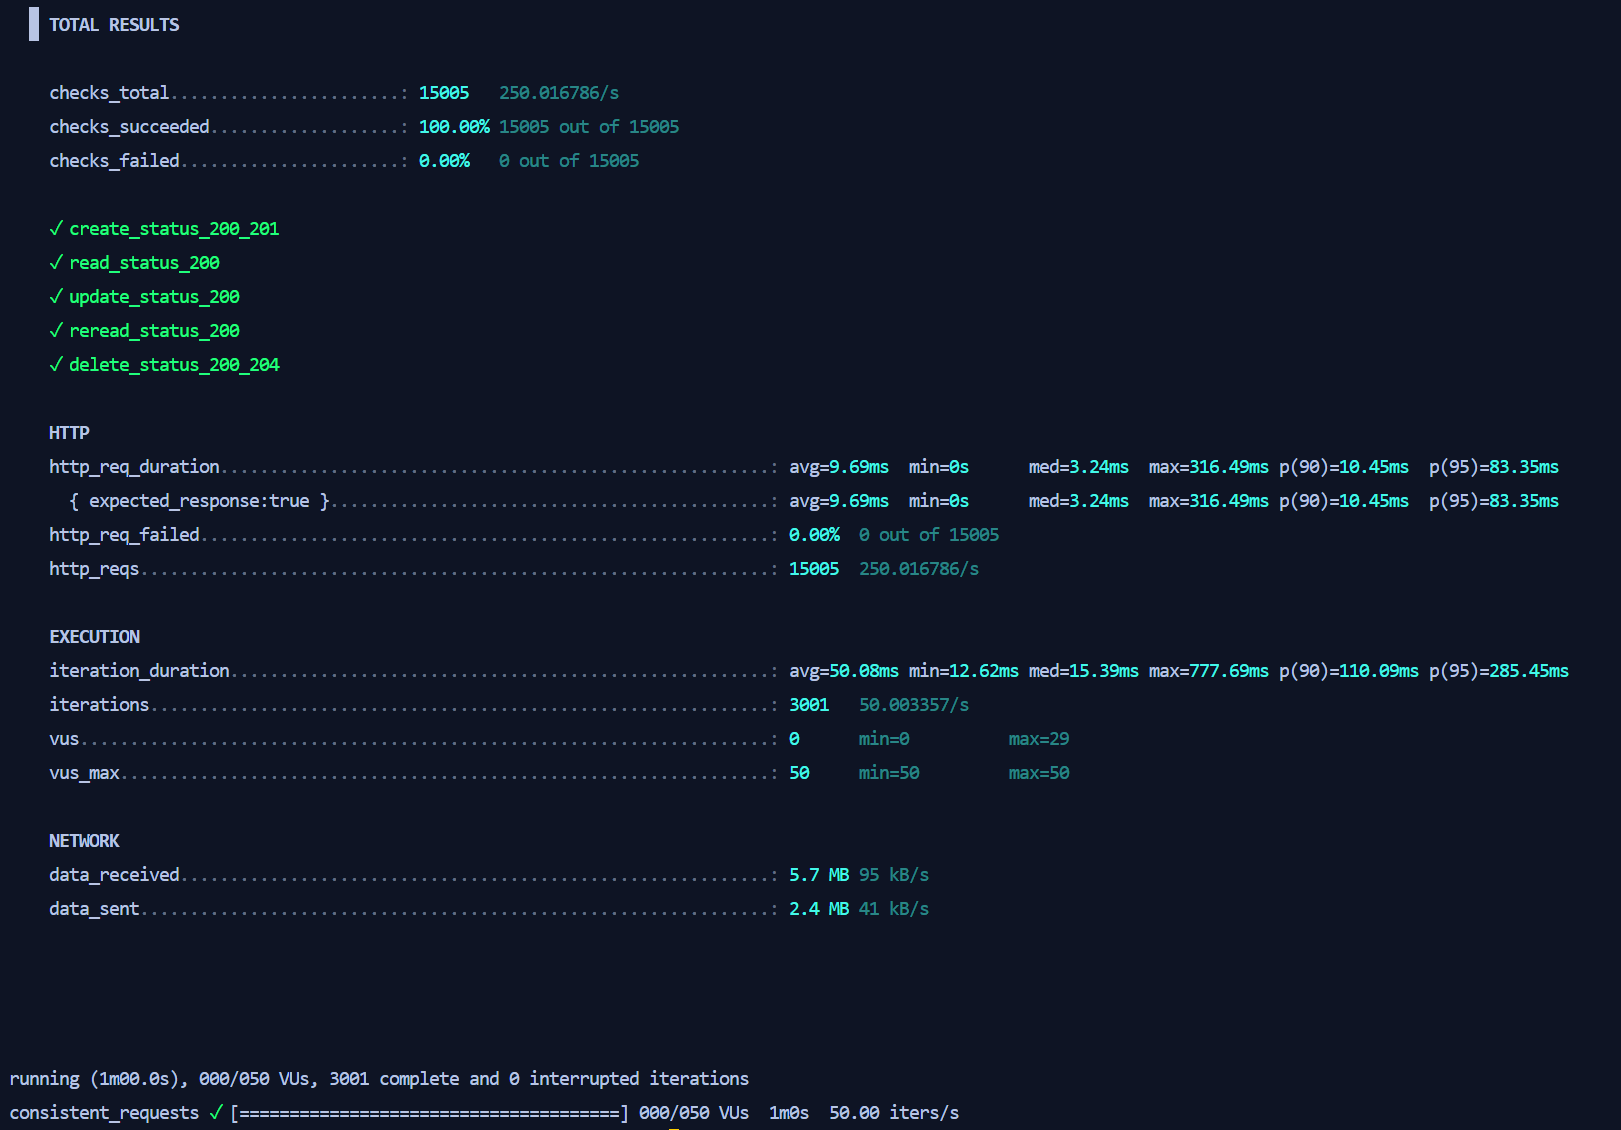 TOTAL RESULTS
checks_total.......................: 15005 250.016786/s
checks_succeeded...................: 100.00% 15005 out of 15005
checks_failed......................: 0.00% 0 out of 15005
✓ create_status_200_201
✓ read_status_200
✓ update_status_200
✓ reread_status_200
✓ delete_status_200_204
HTTP
http_req_duration.......................................................: avg=9.69ms min=0s med=3.24ms max=316.49ms p(90)=10.45ms p(95)=83.35ms
{ expected_response:true }............................................: avg=9.69ms min=0s med=3.24ms max=316.49ms p(90)=10.45ms p(95)=83.35ms
http_req_failed.........................................................: 0.00% 0 out of 15005
http_reqs...............................................................: 15005 250.016786/s
EXECUTION
iteration_duration......................................................: avg=50.08ms min=12.62ms med=15.39ms max=777.69ms p(90)=110.09ms p(95)=285.45ms
iterations..............................................................: 3001 50.003357/s
vus.....................................................................: 0 min=0 max=29
vus_max.................................................................: 50 min=50 max=50
NETWORK
data_received...........................................................: 5.7 MB 95 kB/s
data_sent...............................................................: 2.4 MB 41 kB/s
running (1m00.0s), 000/050 VUs, 3001 complete and 0 interrupted iterations
consistent_requests ✓ [======================================] 000/050 VUs 1m0s 50.00 iters/s